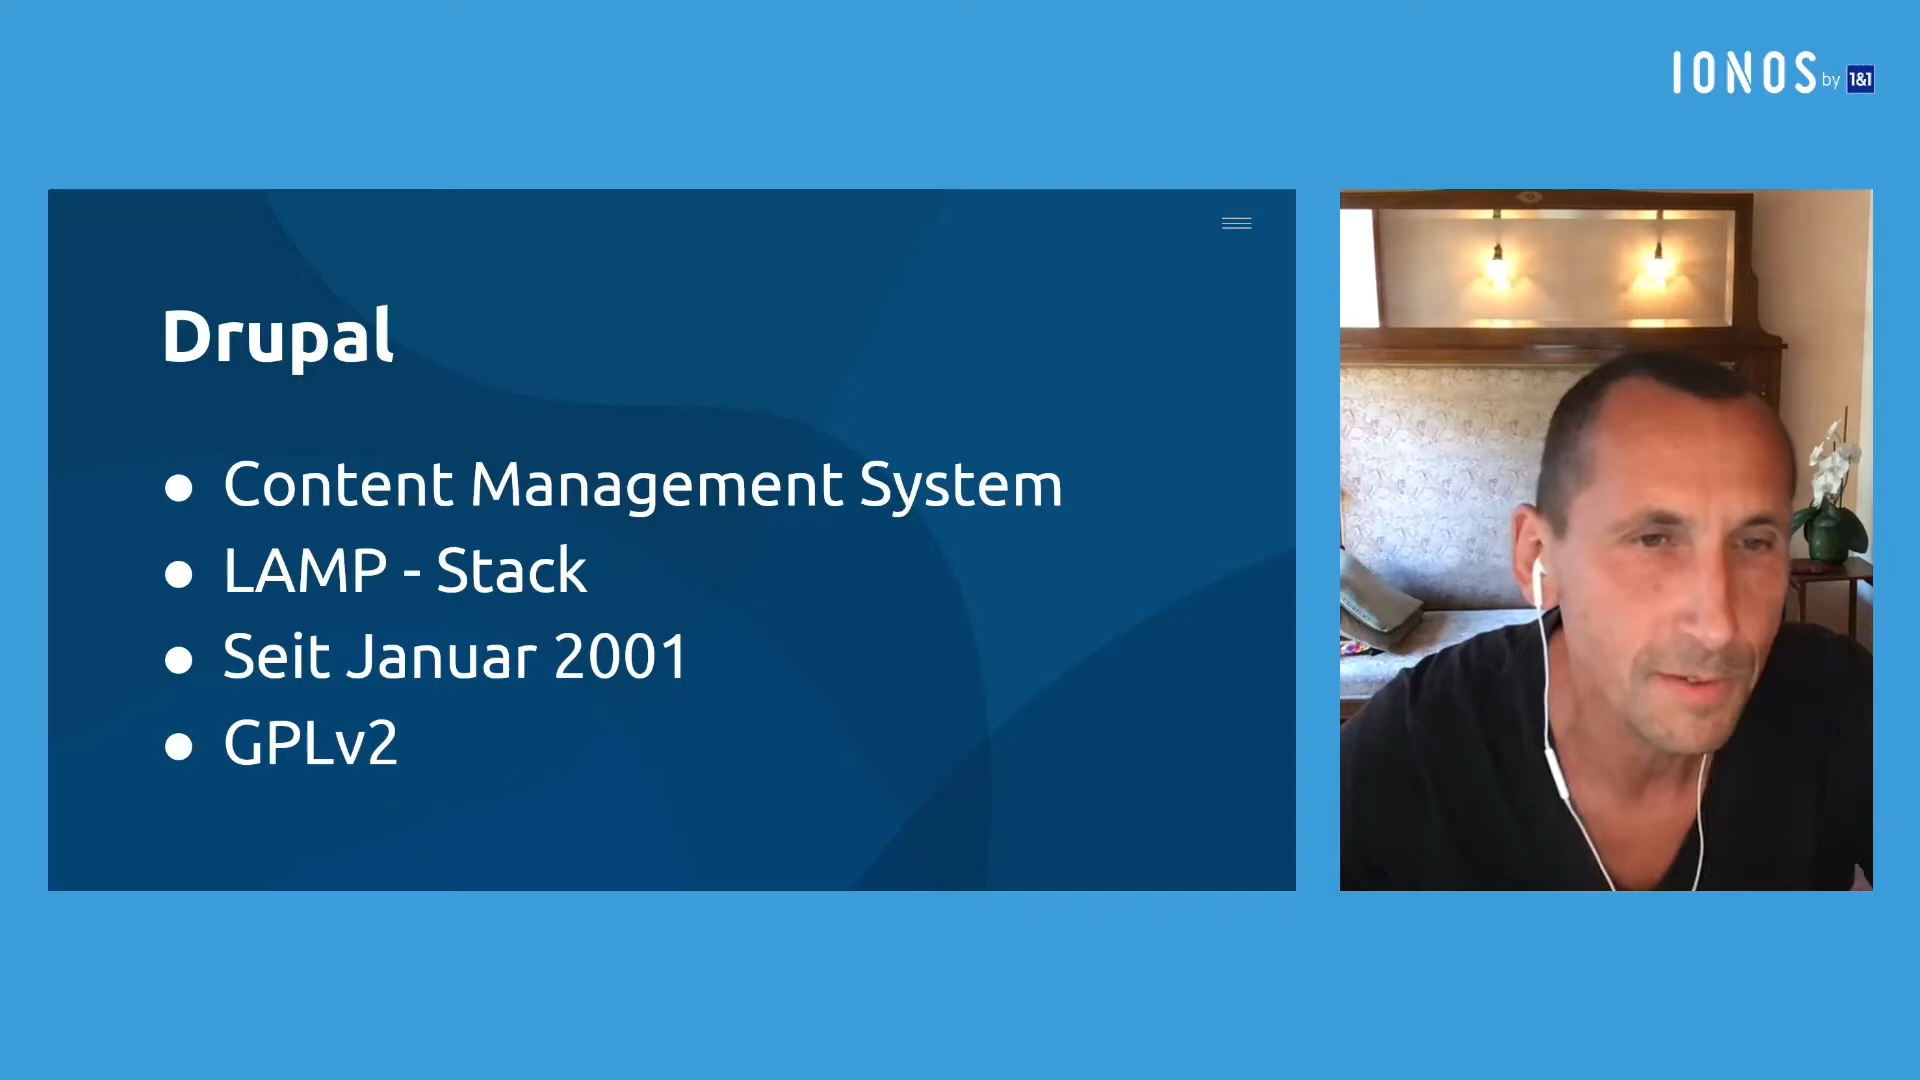 IONOS by 1&1
Drupal
● Content Management System
● LAMP - Stack
● Seit Januar 2001
● GPLv2